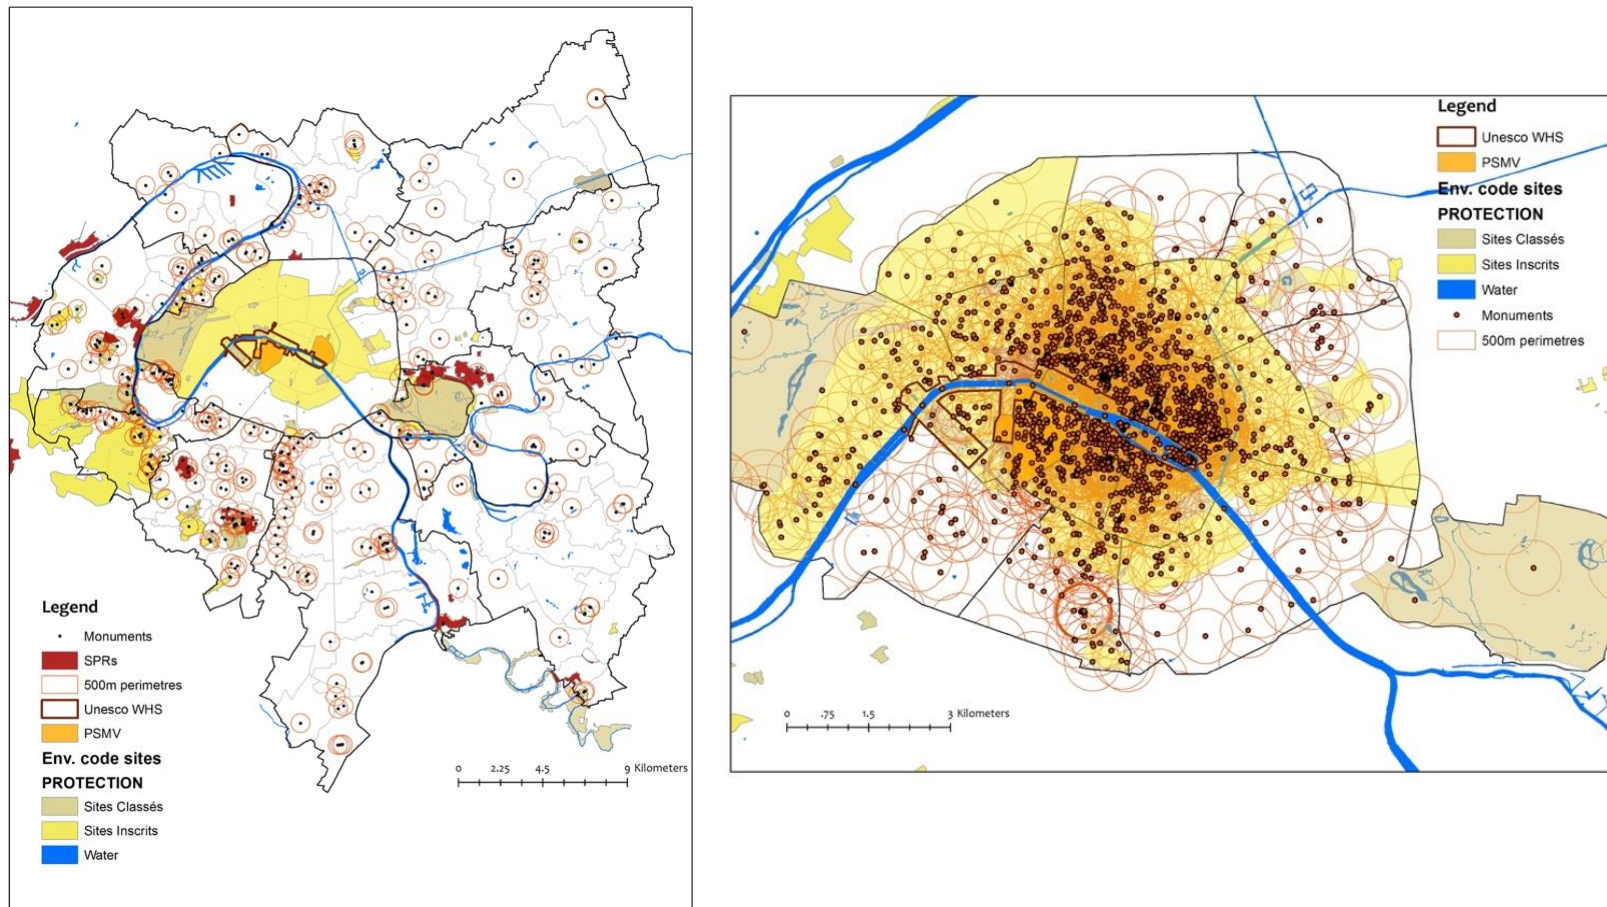 Legend
Monuments
SPRs
500m perimetres
Unesco WHS
PSMV
Env. code sites
PROTECTION
Sites Classés
Sites Inscrits
Water
0 2.25 4.5 9 Kilometers
Legend
Unesco WHS
PSMV
Env. code sites
PROTECTION
Sites Classés
Sites Inscrits
Water
Monuments
500m perimetres
0 .75 1.5 3 Kilometers